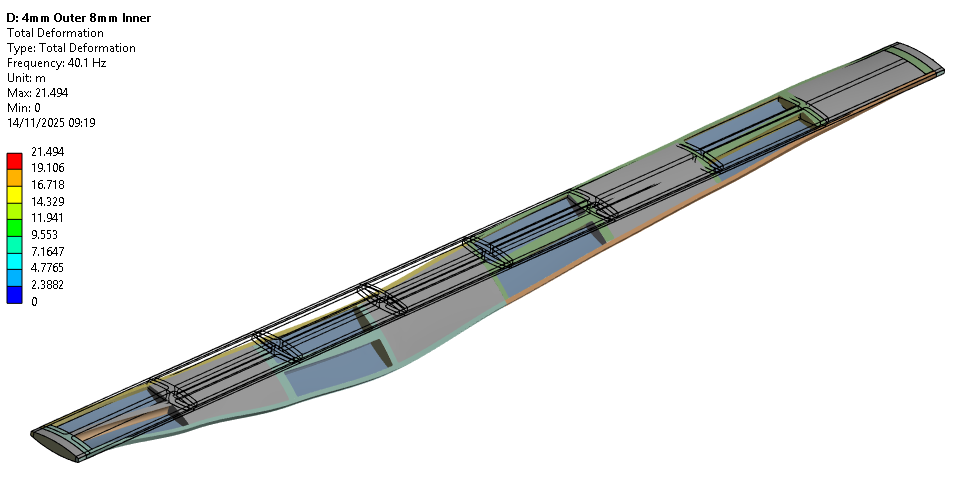 D: 4mm Outer 8mm Inner
Total Deformation
Type: Total Deformation
Frequency: 40.1 Hz
Unit: m
Max: 21.494
Min: 0
14/11/2025 09:19
21.494
19.106
16.718
14.329
11.941
9.553
7.1647
4.7765
2.3882
0